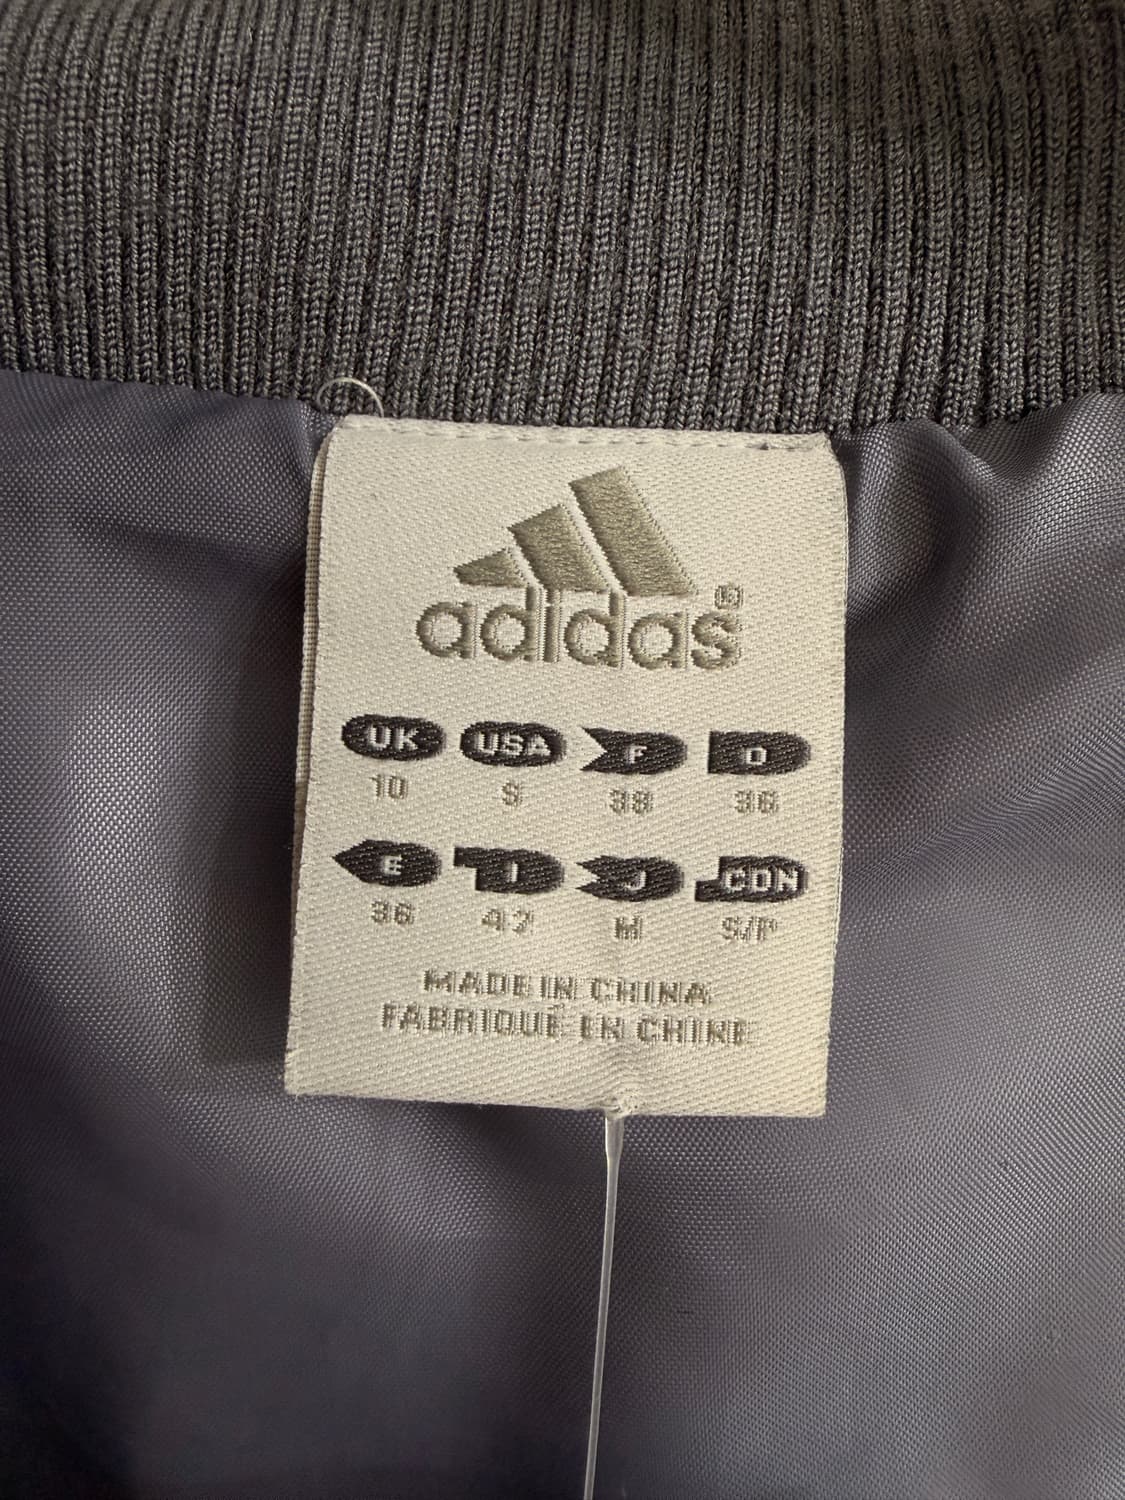 adidas®
UK USA F D
10 S 38 36
E I J CDN
36 42 M S/P
MADE IN CHINA
FABRIQUÉ EN CHINE